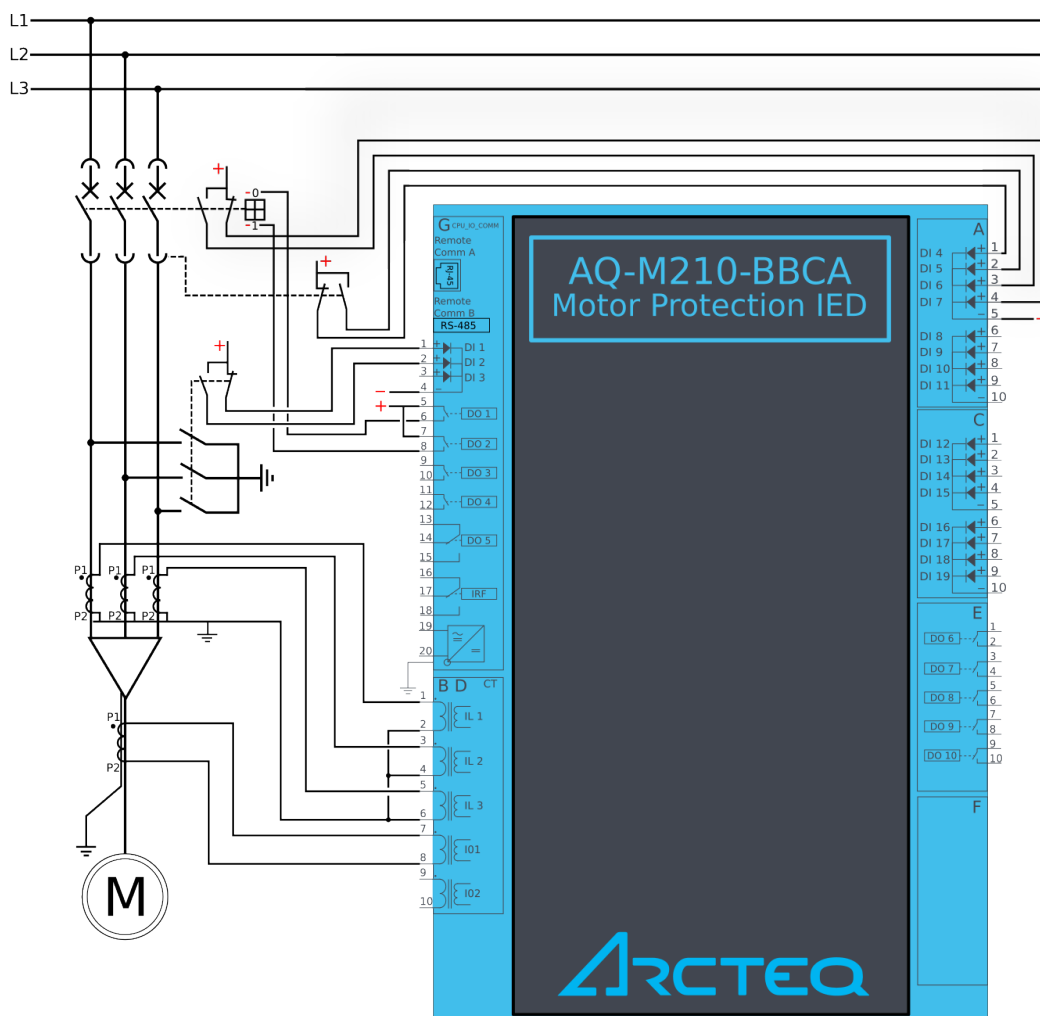 L1
L2
L3
+
-0
-1
+
+
−
+
G CPU_IO_COMM
Remote
Comm A
RJ-45
Remote
Comm B
RS-485
1 + DI 1
2 + DI 2
3 + DI 3
4 −
5
6 DO 1
7
8 DO 2
9
10 DO 3
11
12 DO 4
13
14 DO 5
15
16
17 IRF
18
19
20
B D CT
1
IL 1
2
3
IL 2
4
5
IL 3
6
7
I01
8
9
I02
10
P1 P1 P1
P2 P2 P2
P1
P2
M
AQ-M210-BBCA
Motor Protection IED
ARCTEQ
A
DI 4 + 1
DI 5 + 2
DI 6 + 3
DI 7 + 4
− 5
DI 8 + 6
DI 9 + 7
DI 10 + 8
DI 11 + 9
− 10
C
DI 12 + 1
DI 13 + 2
DI 14 + 3
DI 15 + 4
− 5
DI 16 + 6
DI 17 + 7
DI 18 + 8
DI 19 + 9
− 10
E
1
DO 6 2
3
DO 7 4
5
DO 8 6
7
DO 9 8
9
DO 10 10
F